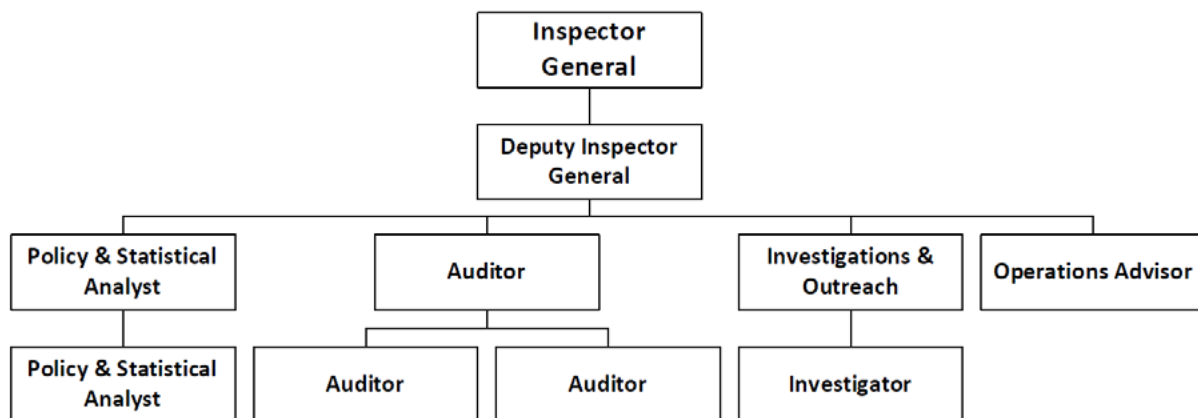 Inspector
General
Deputy Inspector
General
Policy & Statistical
Analyst
Auditor
Investigations &
Outreach
Operations Advisor
Policy & Statistical
Analyst
Auditor
Auditor
Investigator